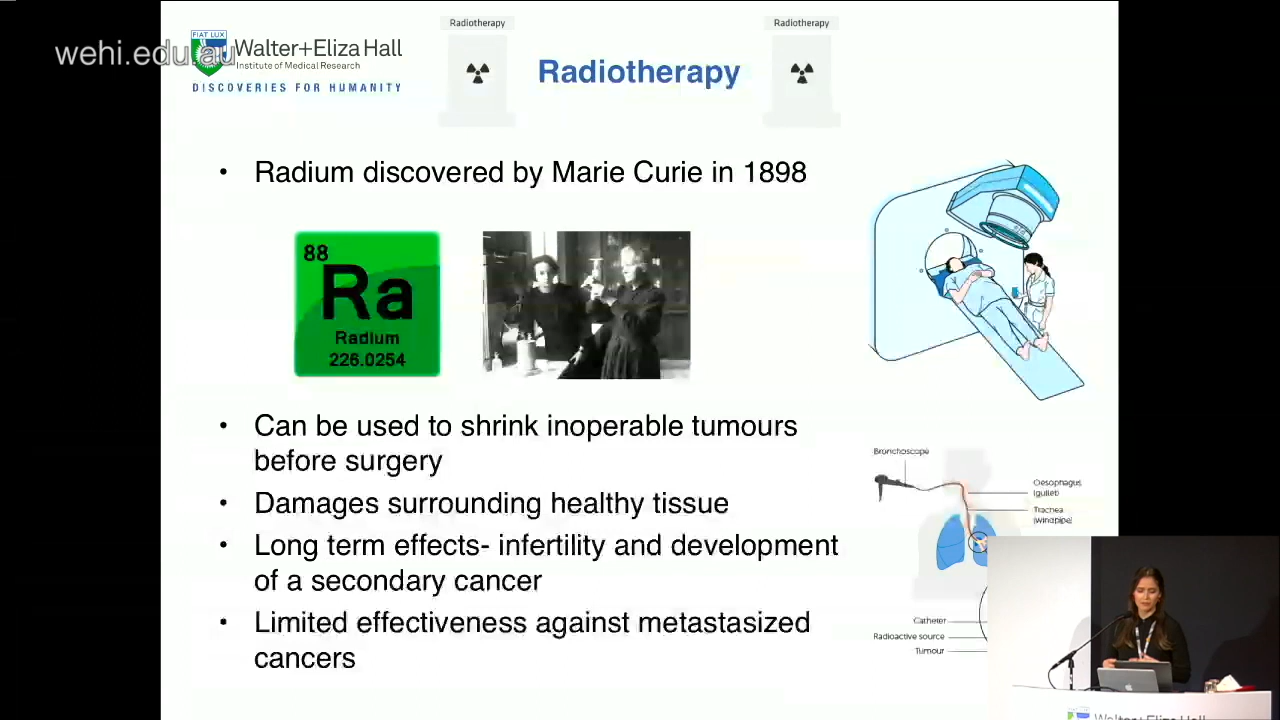 wehi.edu.au
FIAT LUX
Walter+Eliza Hall
Institute of Medical Research
DISCOVERIES FOR HUMANITY
Radiotherapy
Radiotherapy
Radiotherapy
• Radium discovered by Marie Curie in 1898
88
Ra
Radium
226.0254
• Can be used to shrink inoperable tumours
before surgery
• Damages surrounding healthy tissue
• Long term effects- infertility and development
of a secondary cancer
• Limited effectiveness against metastasized
cancers
Bronchoscope
Oesophagus
(gullet)
Trachea
(windpipe)
Catheter
Radioactive source
Tumour
Walter+Eliza Hall